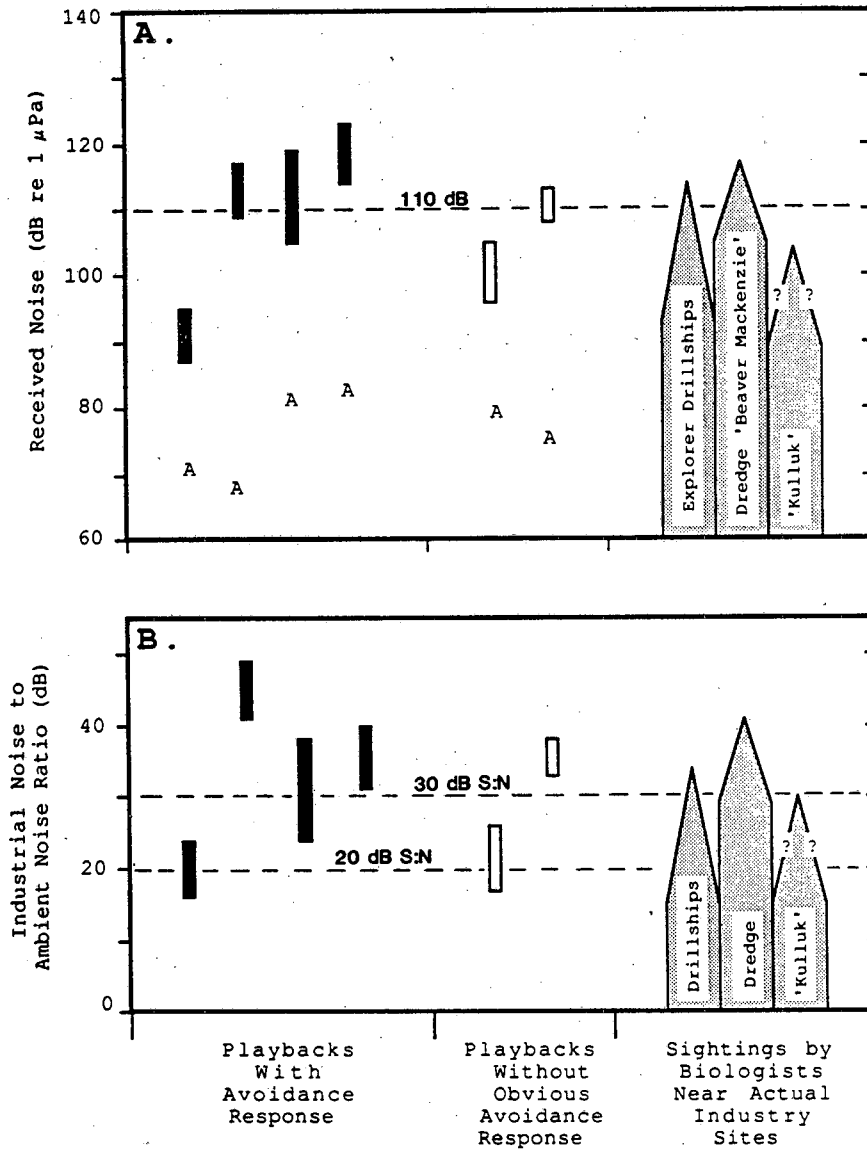 A.
Received Noise (dB re 1 µPa)
140
120
100
80
60
110 dB
A
A
A
A
A
A
Explorer Drillships
Dredge 'Beaver Mackenzie'
? ?
'Kulluk'
B.
Industrial Noise to
Ambient Noise Ratio (dB)
40
20
0
30 dB S:N
20 dB S:N
Drillships
Dredge
? ?
'Kulluk'
Playbacks
With
Avoidance
Response
Playbacks
Without
Obvious
Avoidance
Response
Sightings by
Biologists
Near Actual
Industry
Sites